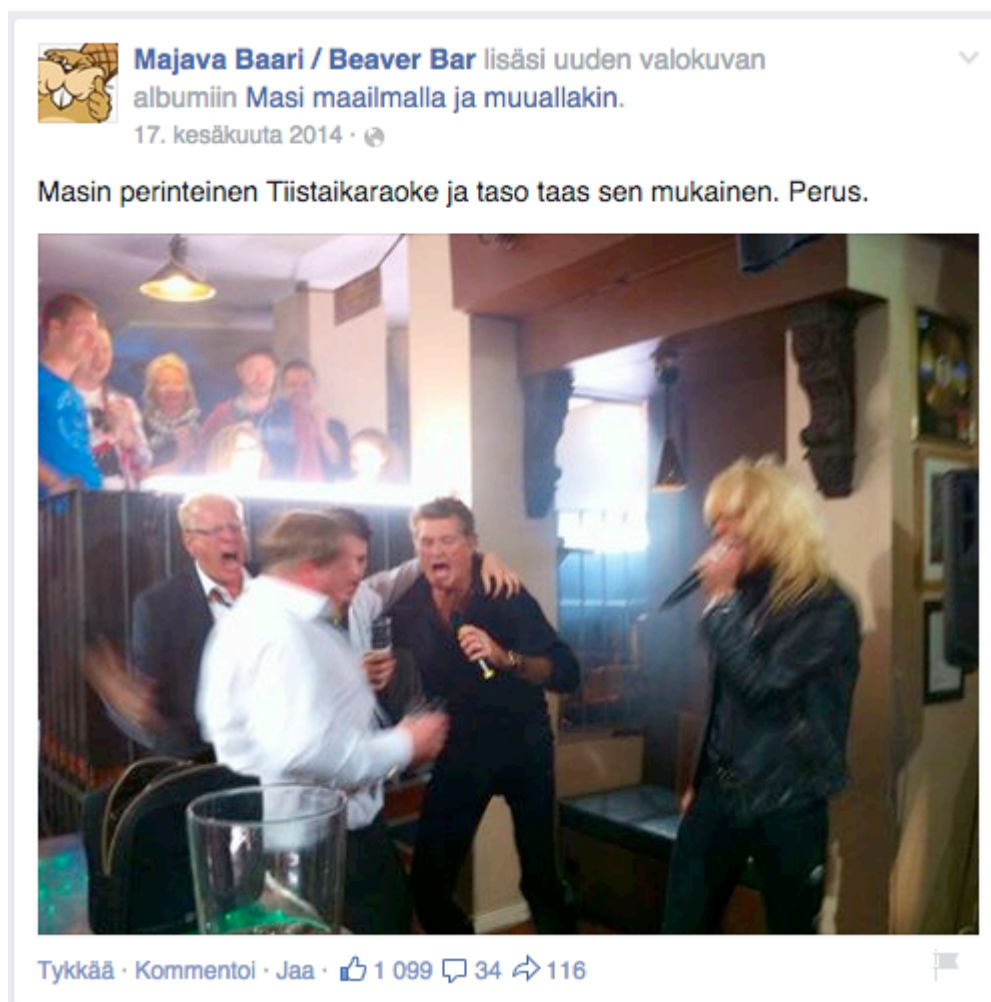 Majava Baari / Beaver Bar lisäsi uuden valokuvan
albumiin Masi maailmalla ja muuallakin.
17. kesäkuuta 2014 ·
Masin perinteinen Tiistaikaraoke ja taso taas sen mukainen. Perus.
Tykkää · Kommentoi · Jaa · 1 099 34 116